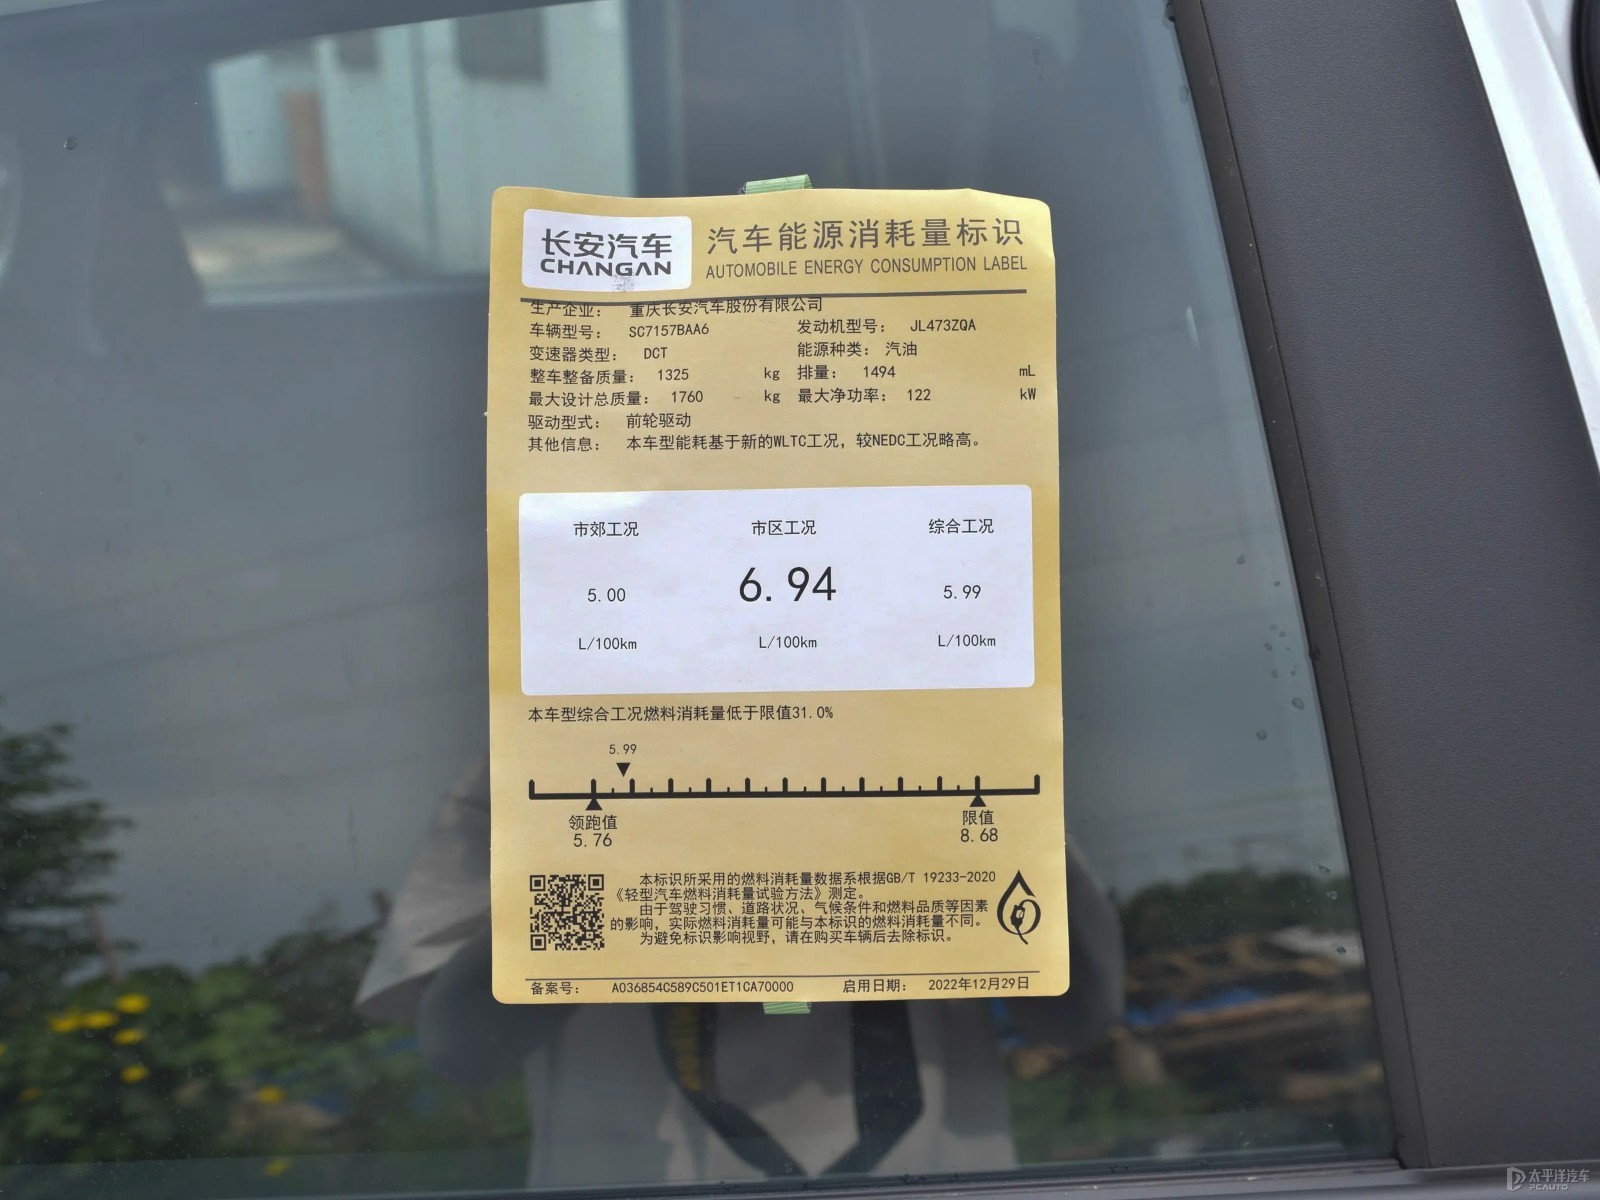 长安汽车
CHANGAN
汽车能源消耗量标识
AUTOMOBILE ENERGY CONSUMPTION LABEL
生产企业： 重庆长安汽车股份有限公司
车辆型号： SC7157BAA6 发动机型号： JL473ZQA
变速器类型： DCT 能源种类： 汽油
整车整备质量： 1325 kg 排量： 1494 mL
最大设计总质量： 1760 kg 最大净功率： 122 kW
驱动型式： 前轮驱动
其他信息： 本车型能耗基于新的WLTC工况，较NEDC工况略高。
市郊工况 市区工况 综合工况
5.00 6.94 5.99
L/100km L/100km L/100km
本车型综合工况燃料消耗量低于限值31.0%
5.99
领跑值 限值
5.76 8.68
本标识所采用的燃料消耗量数据系根据GB/T 19233-2020
《轻型汽车燃料消耗量试验方法》测定。
由于驾驶习惯、道路状况、气候条件和燃料品质等因素
的影响，实际燃料消耗量可能与本标识的燃料消耗量不同。
为避免标识影响视野，请在购买车辆后去除标识。
备案号： A036854C589C501ET1CA70000 启用日期： 2022年12月29日
太平洋汽车
PCAUTO